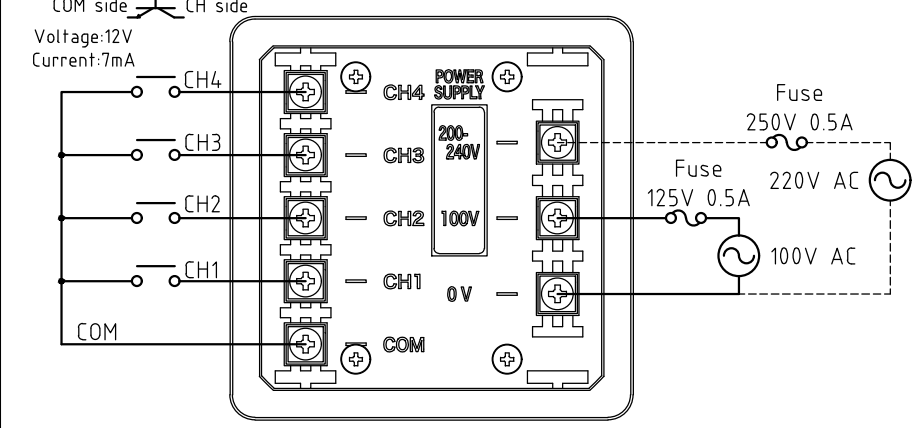 COM side CH side
Voltage:12V
Current:7mA
CH4
CH3
CH2
CH1
COM
CH4
CH3
CH2
CH1
COM
POWER
SUPPLY
200-
240V
100V
0 V
Fuse
250V 0.5A
220V AC
Fuse
125V 0.5A
100V AC